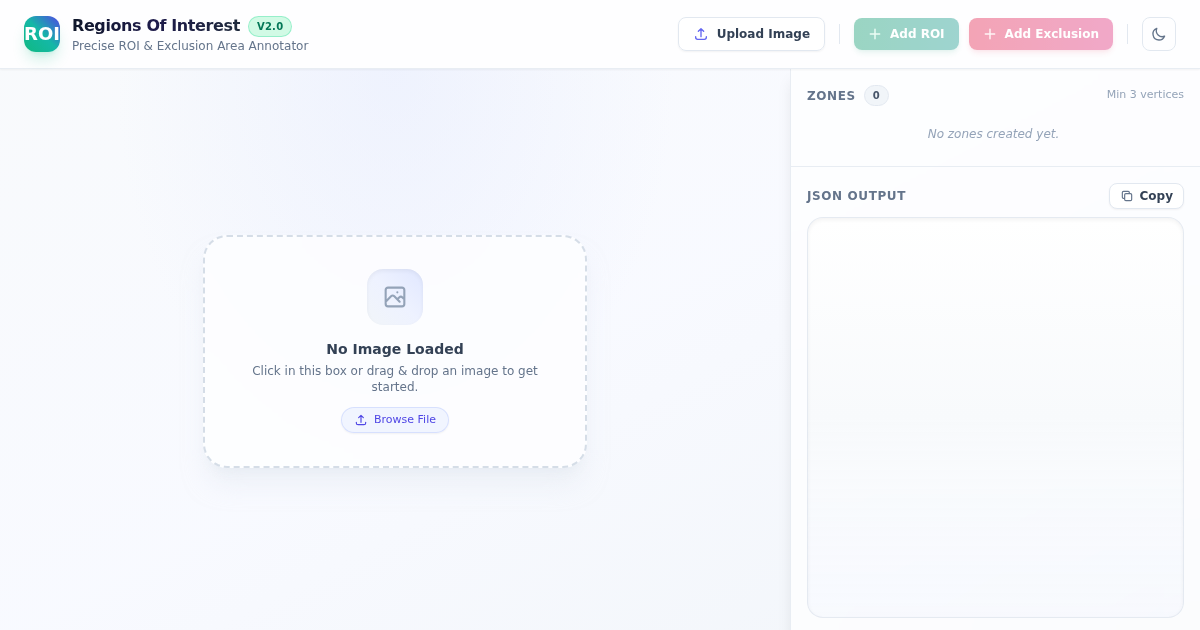 ROI
Regions Of Interest V2.0
Precise ROI & Exclusion Area Annotator
Upload Image
Add ROI
Add Exclusion
No Image Loaded
Click in this box or drag & drop an image to get
started.
Browse File
ZONES 0
Min 3 vertices
No zones created yet.
JSON OUTPUT
Copy